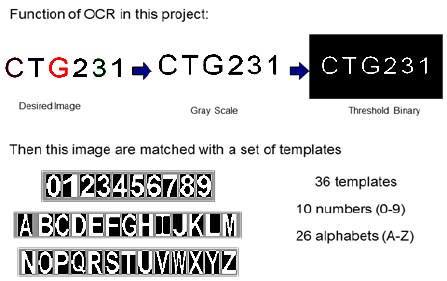 Function of OCR in this project:
CTG231 CTG231 CTG231
Desired Image Gray Scale Threshold Binary
Then this image are matched with a set of templates
0123456789
ABCDEFGHIJKLM
NOPQRSTUVWXYZ
36 templates
10 numbers (0-9)
26 alphabets (A-Z)